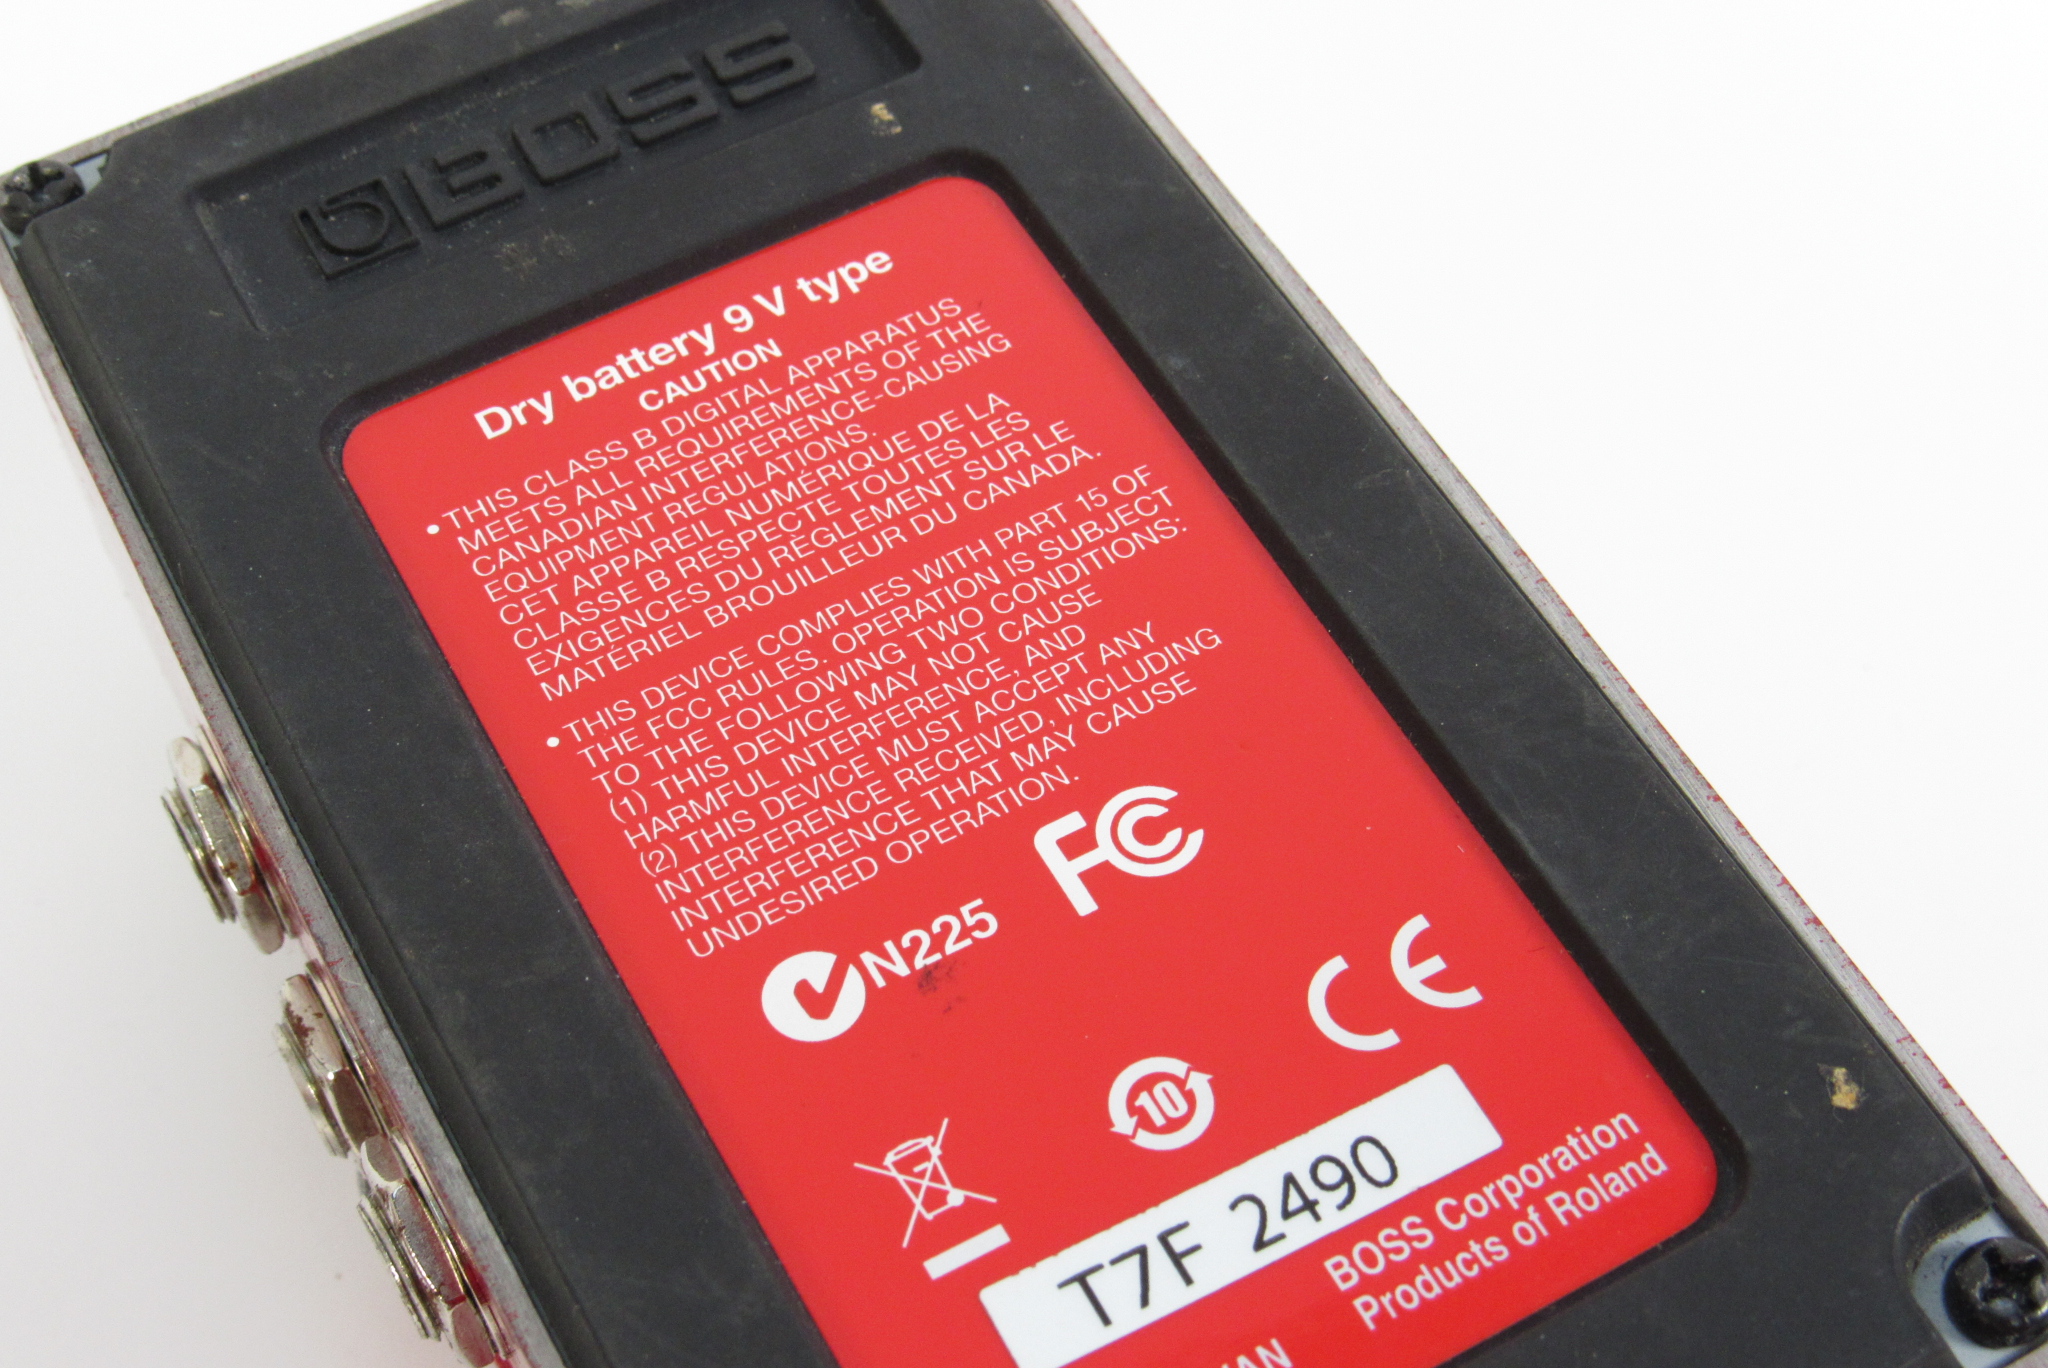 BOSS
Dry battery 9 V type
CAUTION
• THIS CLASS B DIGITAL APPARATUS
MEETS ALL REQUIREMENTS OF THE
CANADIAN INTERFERENCE-CAUSING
EQUIPMENT REGULATIONS.
CET APPAREIL NUMÉRIQUE DE LA
CLASSE B RESPECTE TOUTES LES
EXIGENCES DU RÈGLEMENT SUR LE
MATÉRIEL BROUILLEUR DU CANADA.
• THIS DEVICE COMPLIES WITH PART 15 OF
THE FCC RULES. OPERATION IS SUBJECT
TO THE FOLLOWING TWO CONDITIONS:
(1) THIS DEVICE MAY NOT CAUSE
HARMFUL INTERFERENCE, AND
(2) THIS DEVICE MUST ACCEPT ANY
INTERFERENCE RECEIVED, INCLUDING
INTERFERENCE THAT MAY CAUSE
UNDESIRED OPERATION.
N225
FC
CE
10
T7F 2490
BOSS Corporation
Products of Roland